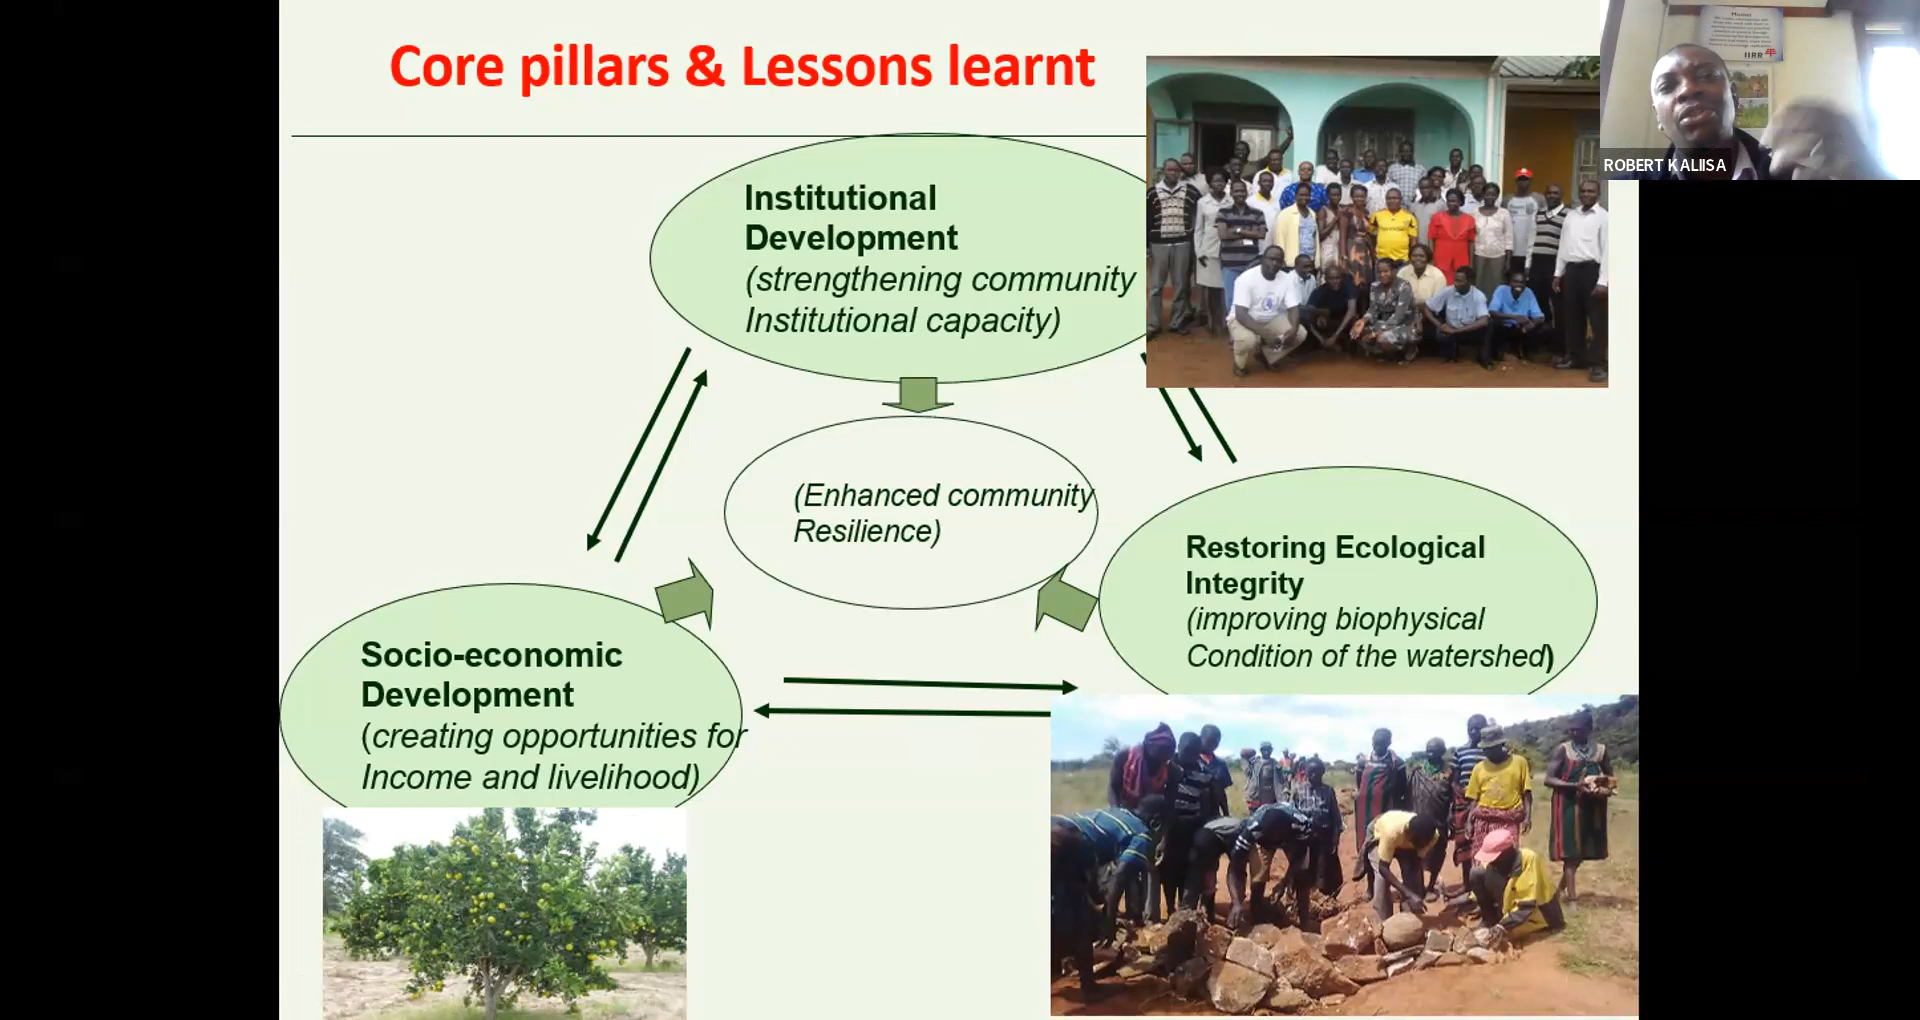 Core pillars & Lessons learnt
Institutional
Development
(strengthening community
Institutional capacity)
(Enhanced community
Resilience)
Restoring Ecological
Integrity
(improving biophysical
Condition of the watershed)
Socio-economic
Development
(creating opportunities for
Income and livelihood)
IIRR
ROBERT KALIISA